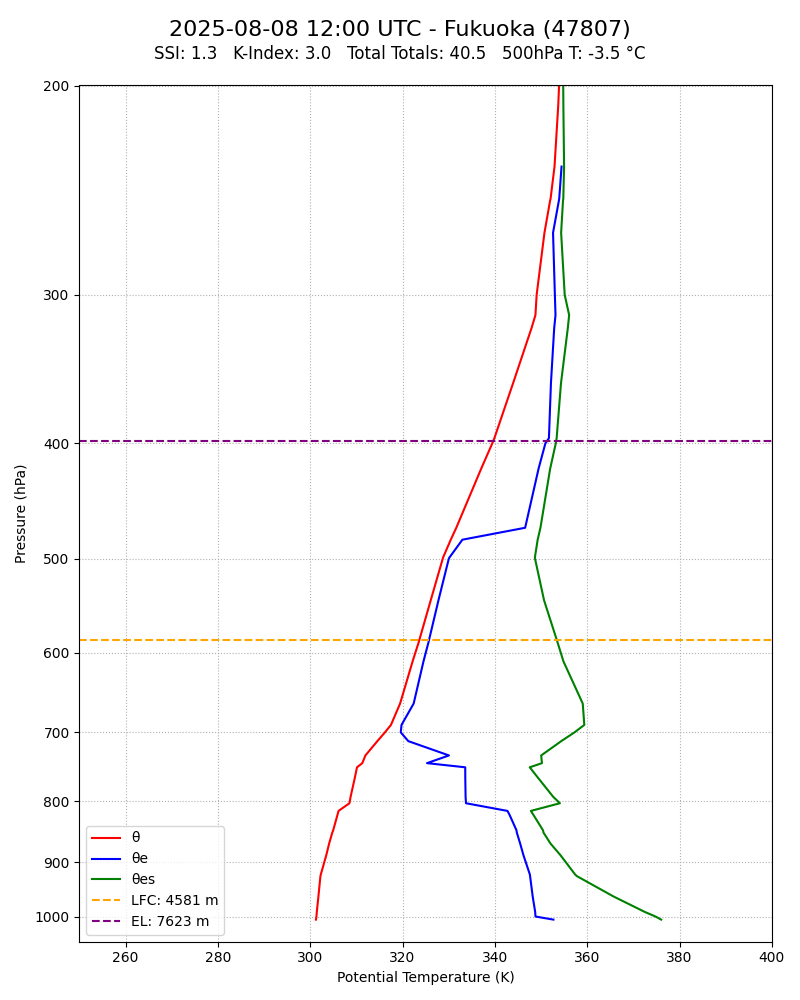 2025-08-08 12:00 UTC - Fukuoka (47807)
SSI: 1.3   K-Index: 3.0   Total Totals: 40.5   500hPa T: -3.5 °C
200
300
400
500
600
700
800
900
1000
Pressure (hPa)
θ
θe
θes
LFC: 4581 m
EL: 7623 m
260
280
300
320
340
360
380
400
Potential Temperature (K)